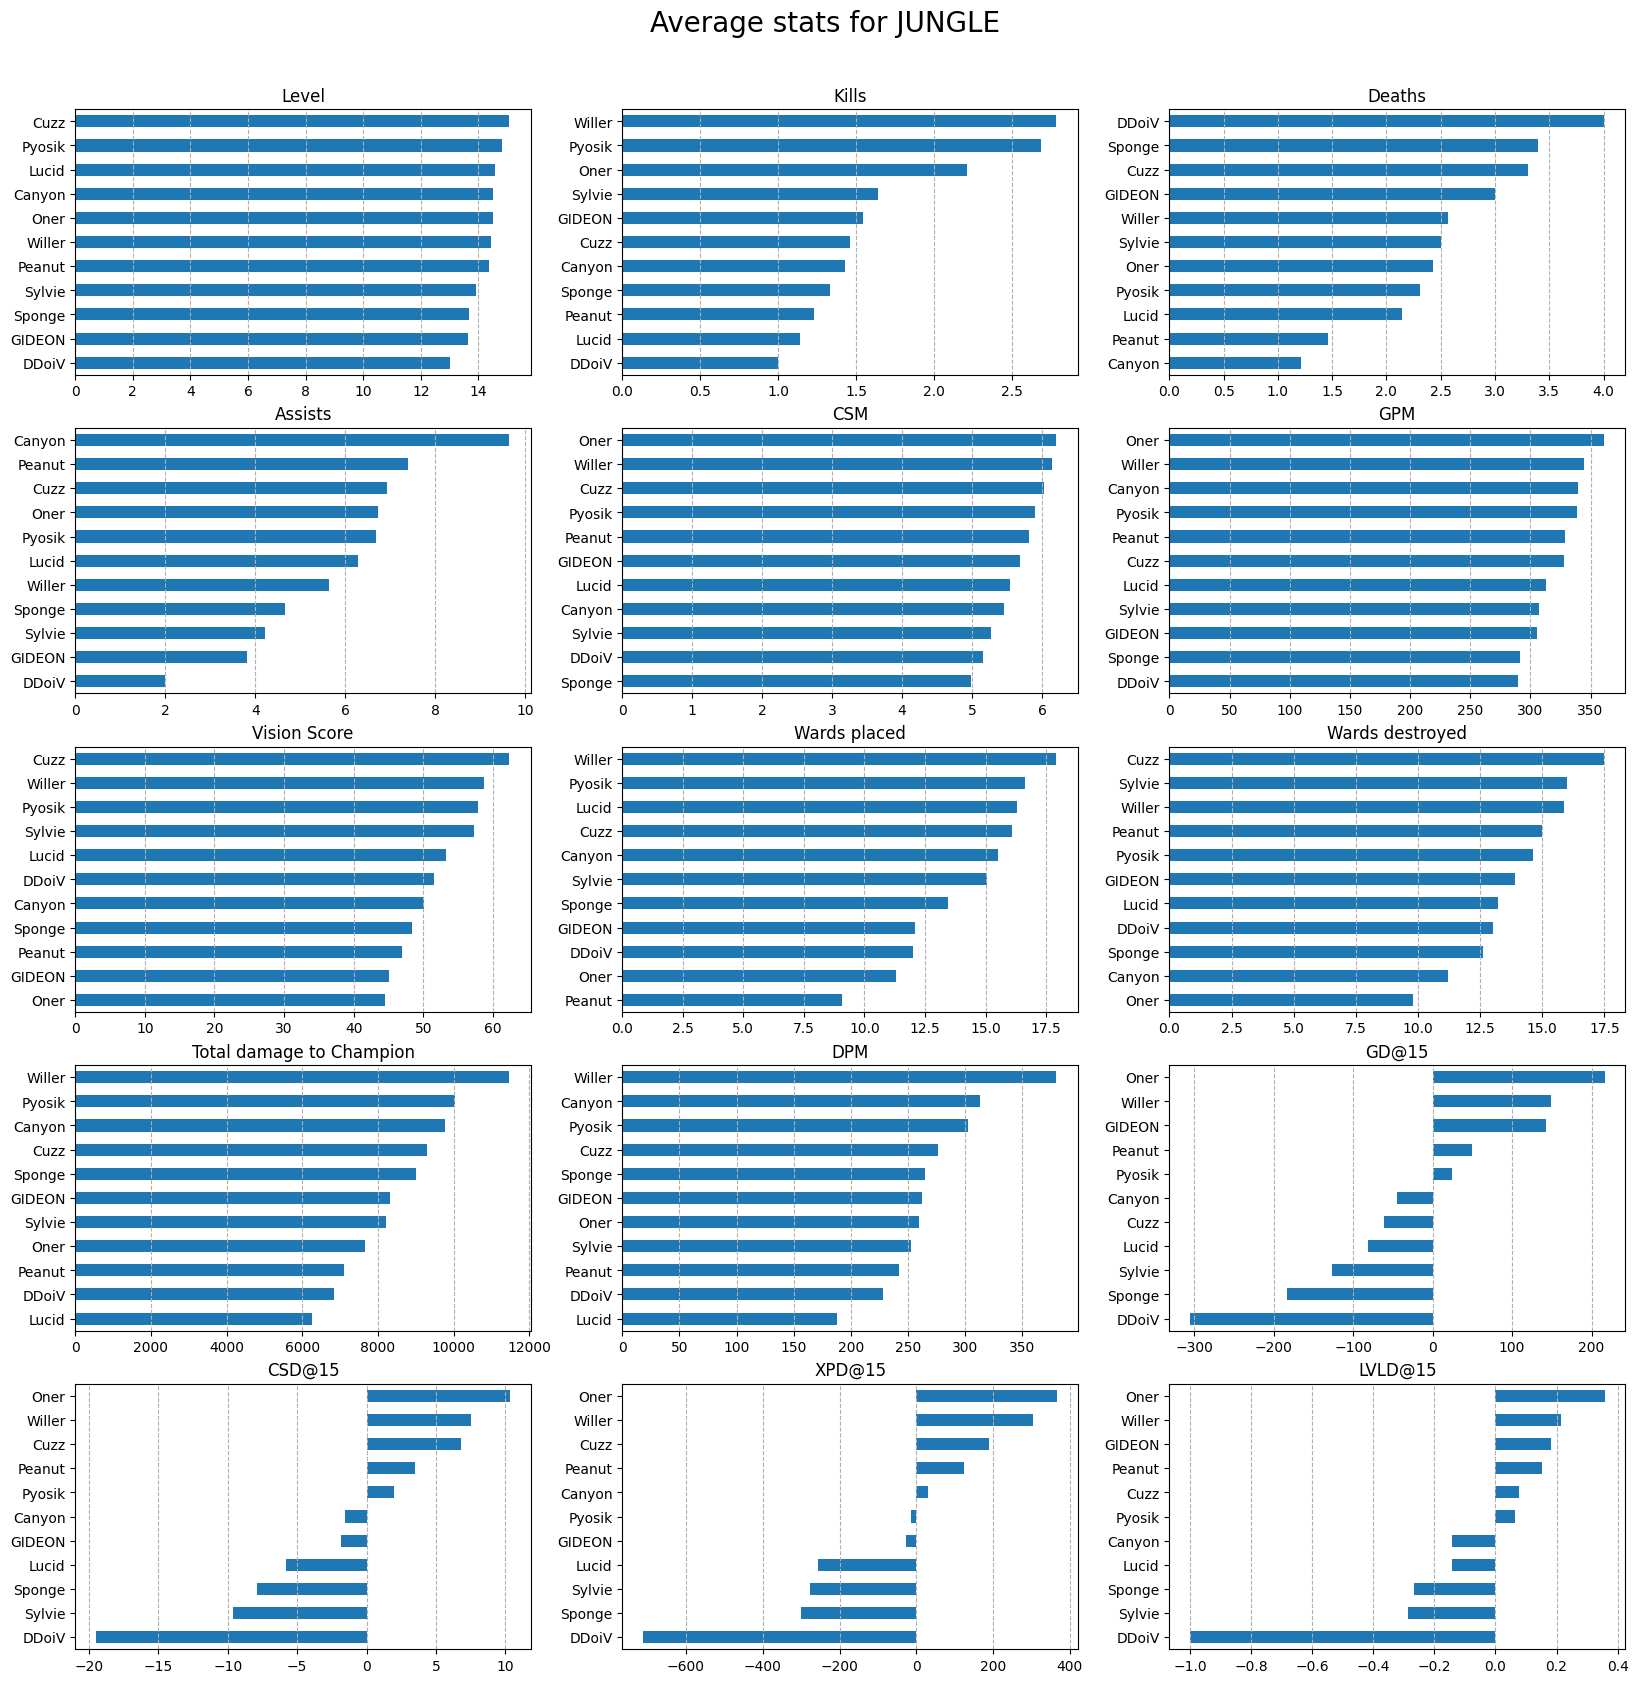 Average stats for JUNGLE
Level
Cuzz
Pyosik
Lucid
Canyon
Oner
Willer
Peanut
Sylvie
Sponge
GIDEON
DDoiV
0 2 4 6 8 10 12 14
Kills
Willer
Pyosik
Oner
Sylvie
GIDEON
Cuzz
Canyon
Sponge
Peanut
Lucid
DDoiV
0.0 0.5 1.0 1.5 2.0 2.5
Deaths
DDoiV
Sponge
Cuzz
GIDEON
Willer
Sylvie
Oner
Pyosik
Lucid
Peanut
Canyon
0.0 0.5 1.0 1.5 2.0 2.5 3.0 3.5 4.0
Assists
Canyon
Peanut
Cuzz
Oner
Pyosik
Lucid
Willer
Sponge
Sylvie
GIDEON
DDoiV
0 2 4 6 8 10
CSM
Oner
Willer
Cuzz
Pyosik
Peanut
GIDEON
Lucid
Canyon
Sylvie
DDoiV
Sponge
0 1 2 3 4 5 6
GPM
Oner
Willer
Canyon
Pyosik
Peanut
Cuzz
Lucid
Sylvie
GIDEON
Sponge
DDoiV
0 50 100 150 200 250 300 350
Vision Score
Cuzz
Willer
Pyosik
Sylvie
Lucid
DDoiV
Canyon
Sponge
Peanut
GIDEON
Oner
0 10 20 30 40 50 60
Wards placed
Willer
Pyosik
Lucid
Cuzz
Canyon
Sylvie
Sponge
GIDEON
DDoiV
Oner
Peanut
0.0 2.5 5.0 7.5 10.0 12.5 15.0 17.5
Wards destroyed
Cuzz
Sylvie
Willer
Peanut
Pyosik
GIDEON
Lucid
DDoiV
Sponge
Canyon
Oner
0.0 2.5 5.0 7.5 10.0 12.5 15.0 17.5
Total damage to Champion
Willer
Pyosik
Canyon
Cuzz
Sponge
GIDEON
Sylvie
Oner
Peanut
DDoiV
Lucid
0 2000 4000 6000 8000 10000 12000
DPM
Willer
Canyon
Pyosik
Cuzz
Sponge
GIDEON
Oner
Sylvie
Peanut
DDoiV
Lucid
0 50 100 150 200 250 300 350
GD@15
Oner
Willer
GIDEON
Peanut
Pyosik
Canyon
Cuzz
Lucid
Sylvie
Sponge
DDoiV
−300 −200 −100 0 100 200
CSD@15
Oner
Willer
Cuzz
Peanut
Pyosik
Canyon
GIDEON
Lucid
Sponge
Sylvie
DDoiV
−20 −15 −10 −5 0 5 10
XPD@15
Oner
Willer
Cuzz
Peanut
Canyon
Pyosik
GIDEON
Lucid
Sylvie
Sponge
DDoiV
−600 −400 −200 0 200 400
LVLD@15
Oner
Willer
GIDEON
Peanut
Cuzz
Pyosik
Canyon
Lucid
Sponge
Sylvie
DDoiV
−1.0 −0.8 −0.6 −0.4 −0.2 0.0 0.2 0.4